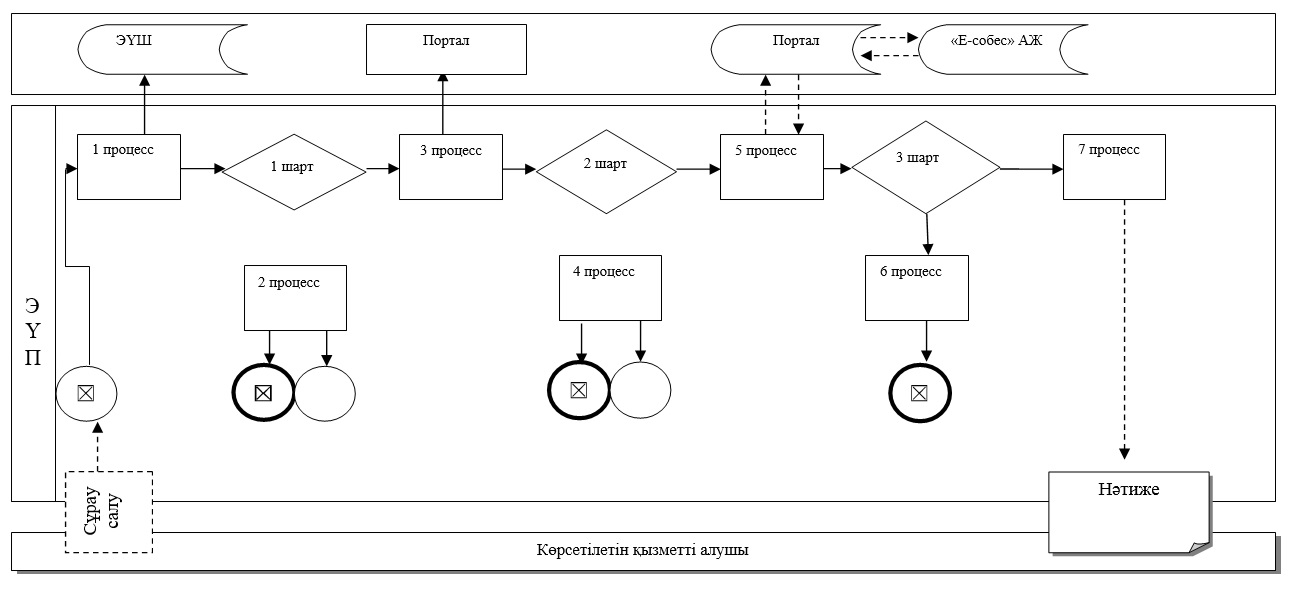 ЭҮШ
Портал
Портал
«Е-собес» АЖ
1 процесс
1 шарт
3 процесс
2 шарт
5 процесс
3 шарт
7 процесс
2 процесс
4 процесс
6 процесс
Э
Ү
П
Сұрау
салу
Нәтиже
Көрсетілетін қызметті алушы